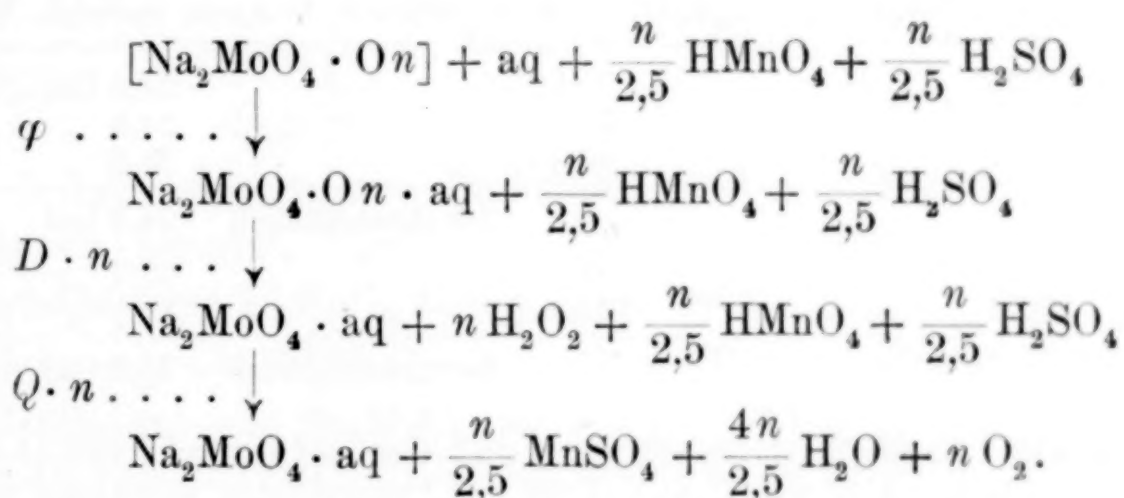 [Na₂MoO₄ · On] + aq + n/2,5 HMnO₄ + n/2,5 H₂SO₄
φ . . . . . ↓
Na₂MoO₄·On · aq + n/2,5 HMnO₄ + n/2,5 H₂SO₄
D · n . . . ↓
Na₂MoO₄ · aq + n H₂O₂ + n/2,5 HMnO₄ + n/2,5 H₂SO₄
Q · n . . . . ↓
Na₂MoO₄ · aq + n/2,5 MnSO₄ + 4n/2,5 H₂O + n O₂.